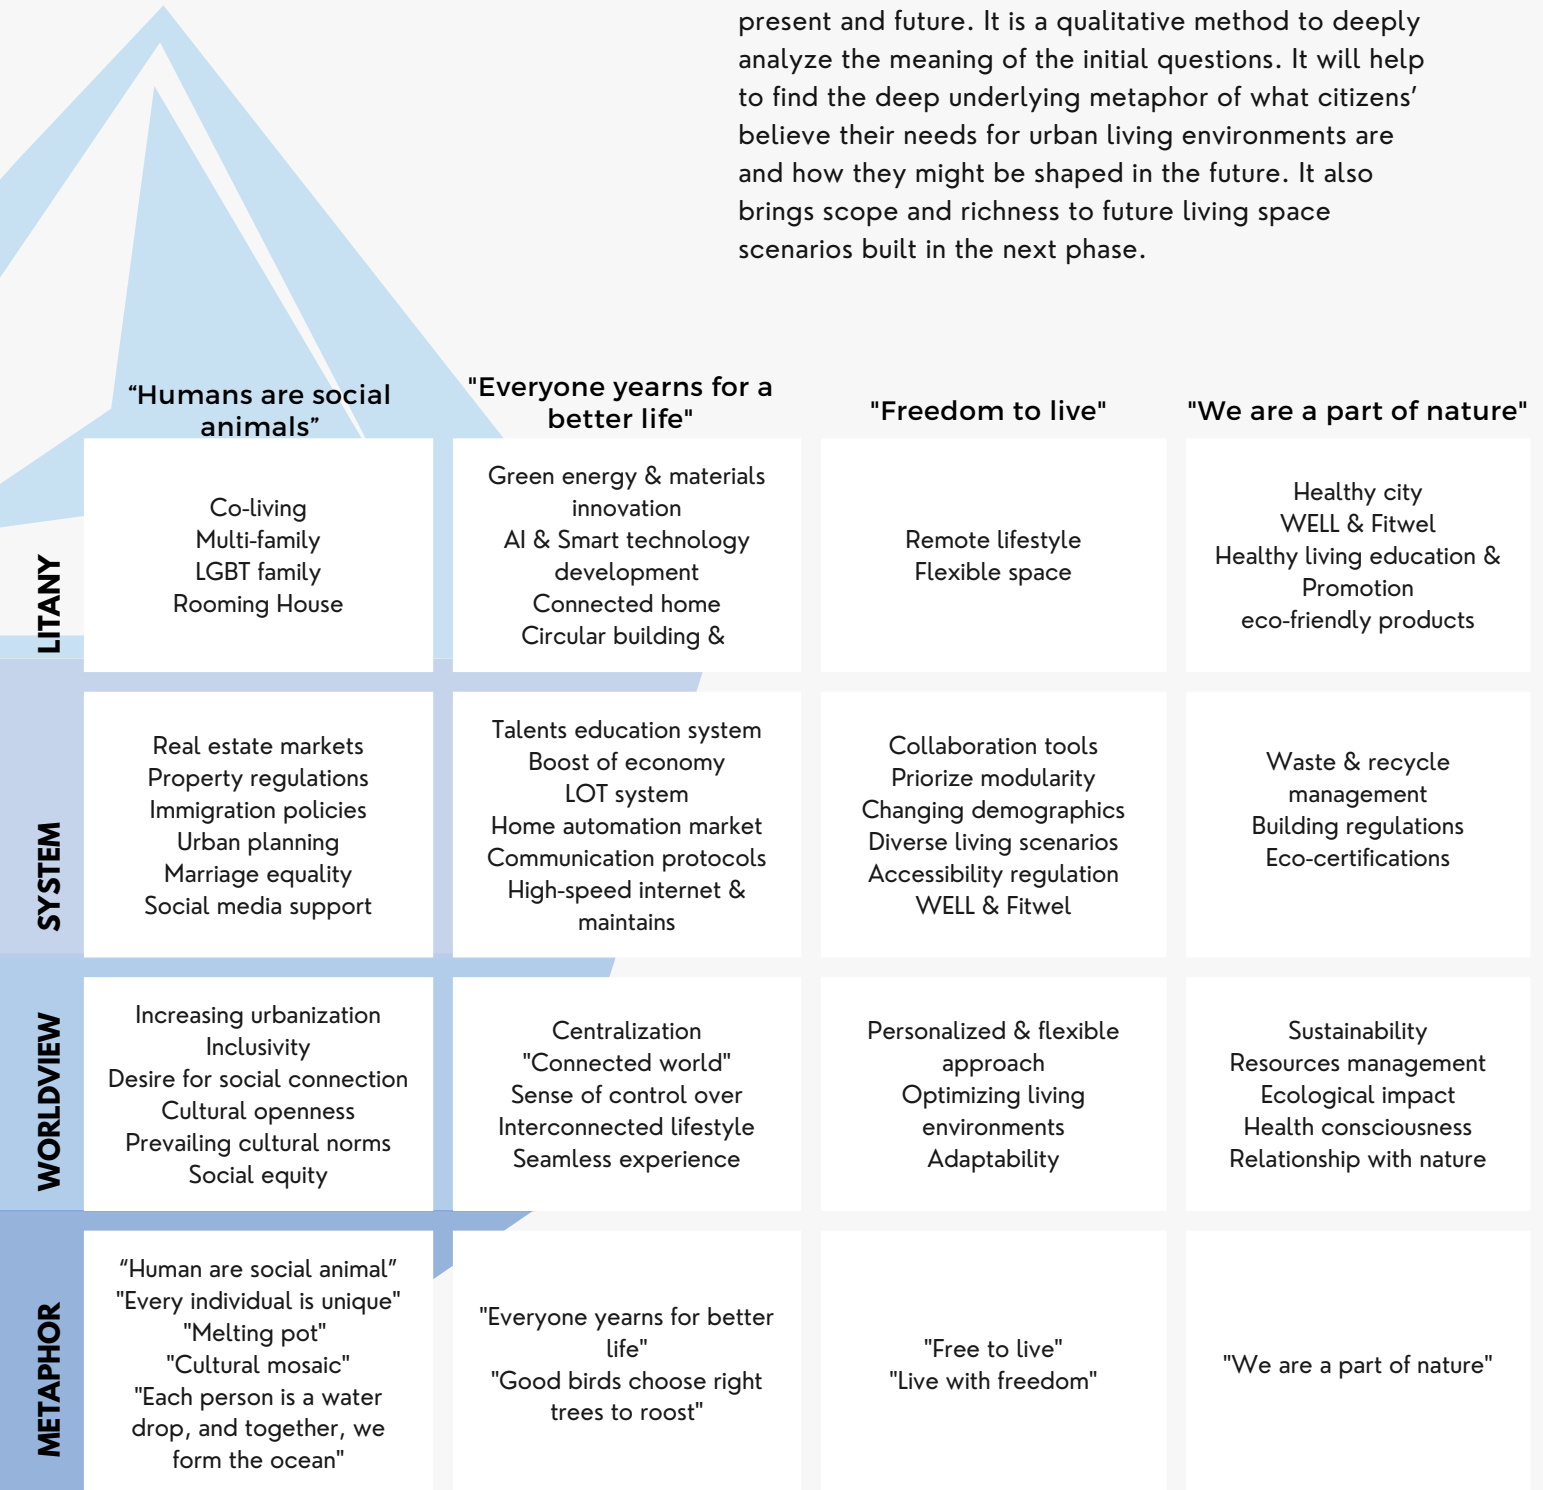 present and future. It is a qualitative method to deeply
analyze the meaning of the initial questions. It will help
to find the deep underlying metaphor of what citizens’
believe their needs for urban living environments are
and how they might be shaped in the future. It also
brings scope and richness to future living space
scenarios built in the next phase.
“Humans are social
animals”
"Everyone yearns for a
better life"
"Freedom to live"
"We are a part of nature"
LITANY
Co-living
Multi-family
LGBT family
Rooming House
Green energy & materials
innovation
AI & Smart technology
development
Connected home
Circular building &
Remote lifestyle
Flexible space
Healthy city
WELL & Fitwel
Healthy living education &
Promotion
eco-friendly products
SYSTEM
Real estate markets
Property regulations
Immigration policies
Urban planning
Marriage equality
Social media support
Talents education system
Boost of economy
LOT system
Home automation market
Communication protocols
High-speed internet &
maintains
Collaboration tools
Priorize modularity
Changing demographics
Diverse living scenarios
Accessibility regulation
WELL & Fitwel
Waste & recycle
management
Building regulations
Eco-certifications
WORLDVIEW
Increasing urbanization
Inclusivity
Desire for social connection
Cultural openness
Prevailing cultural norms
Social equity
Centralization
"Connected world"
Sense of control over
Interconnected lifestyle
Seamless experience
Personalized & flexible
approach
Optimizing living
environments
Adaptability
Sustainability
Resources management
Ecological impact
Health consciousness
Relationship with nature
METAPHOR
“Human are social animal”
"Every individual is unique"
"Melting pot"
"Cultural mosaic"
"Each person is a water
drop, and together, we
form the ocean"
"Everyone yearns for better
life"
"Good birds choose right
trees to roost"
"Free to live"
"Live with freedom"
"We are a part of nature"